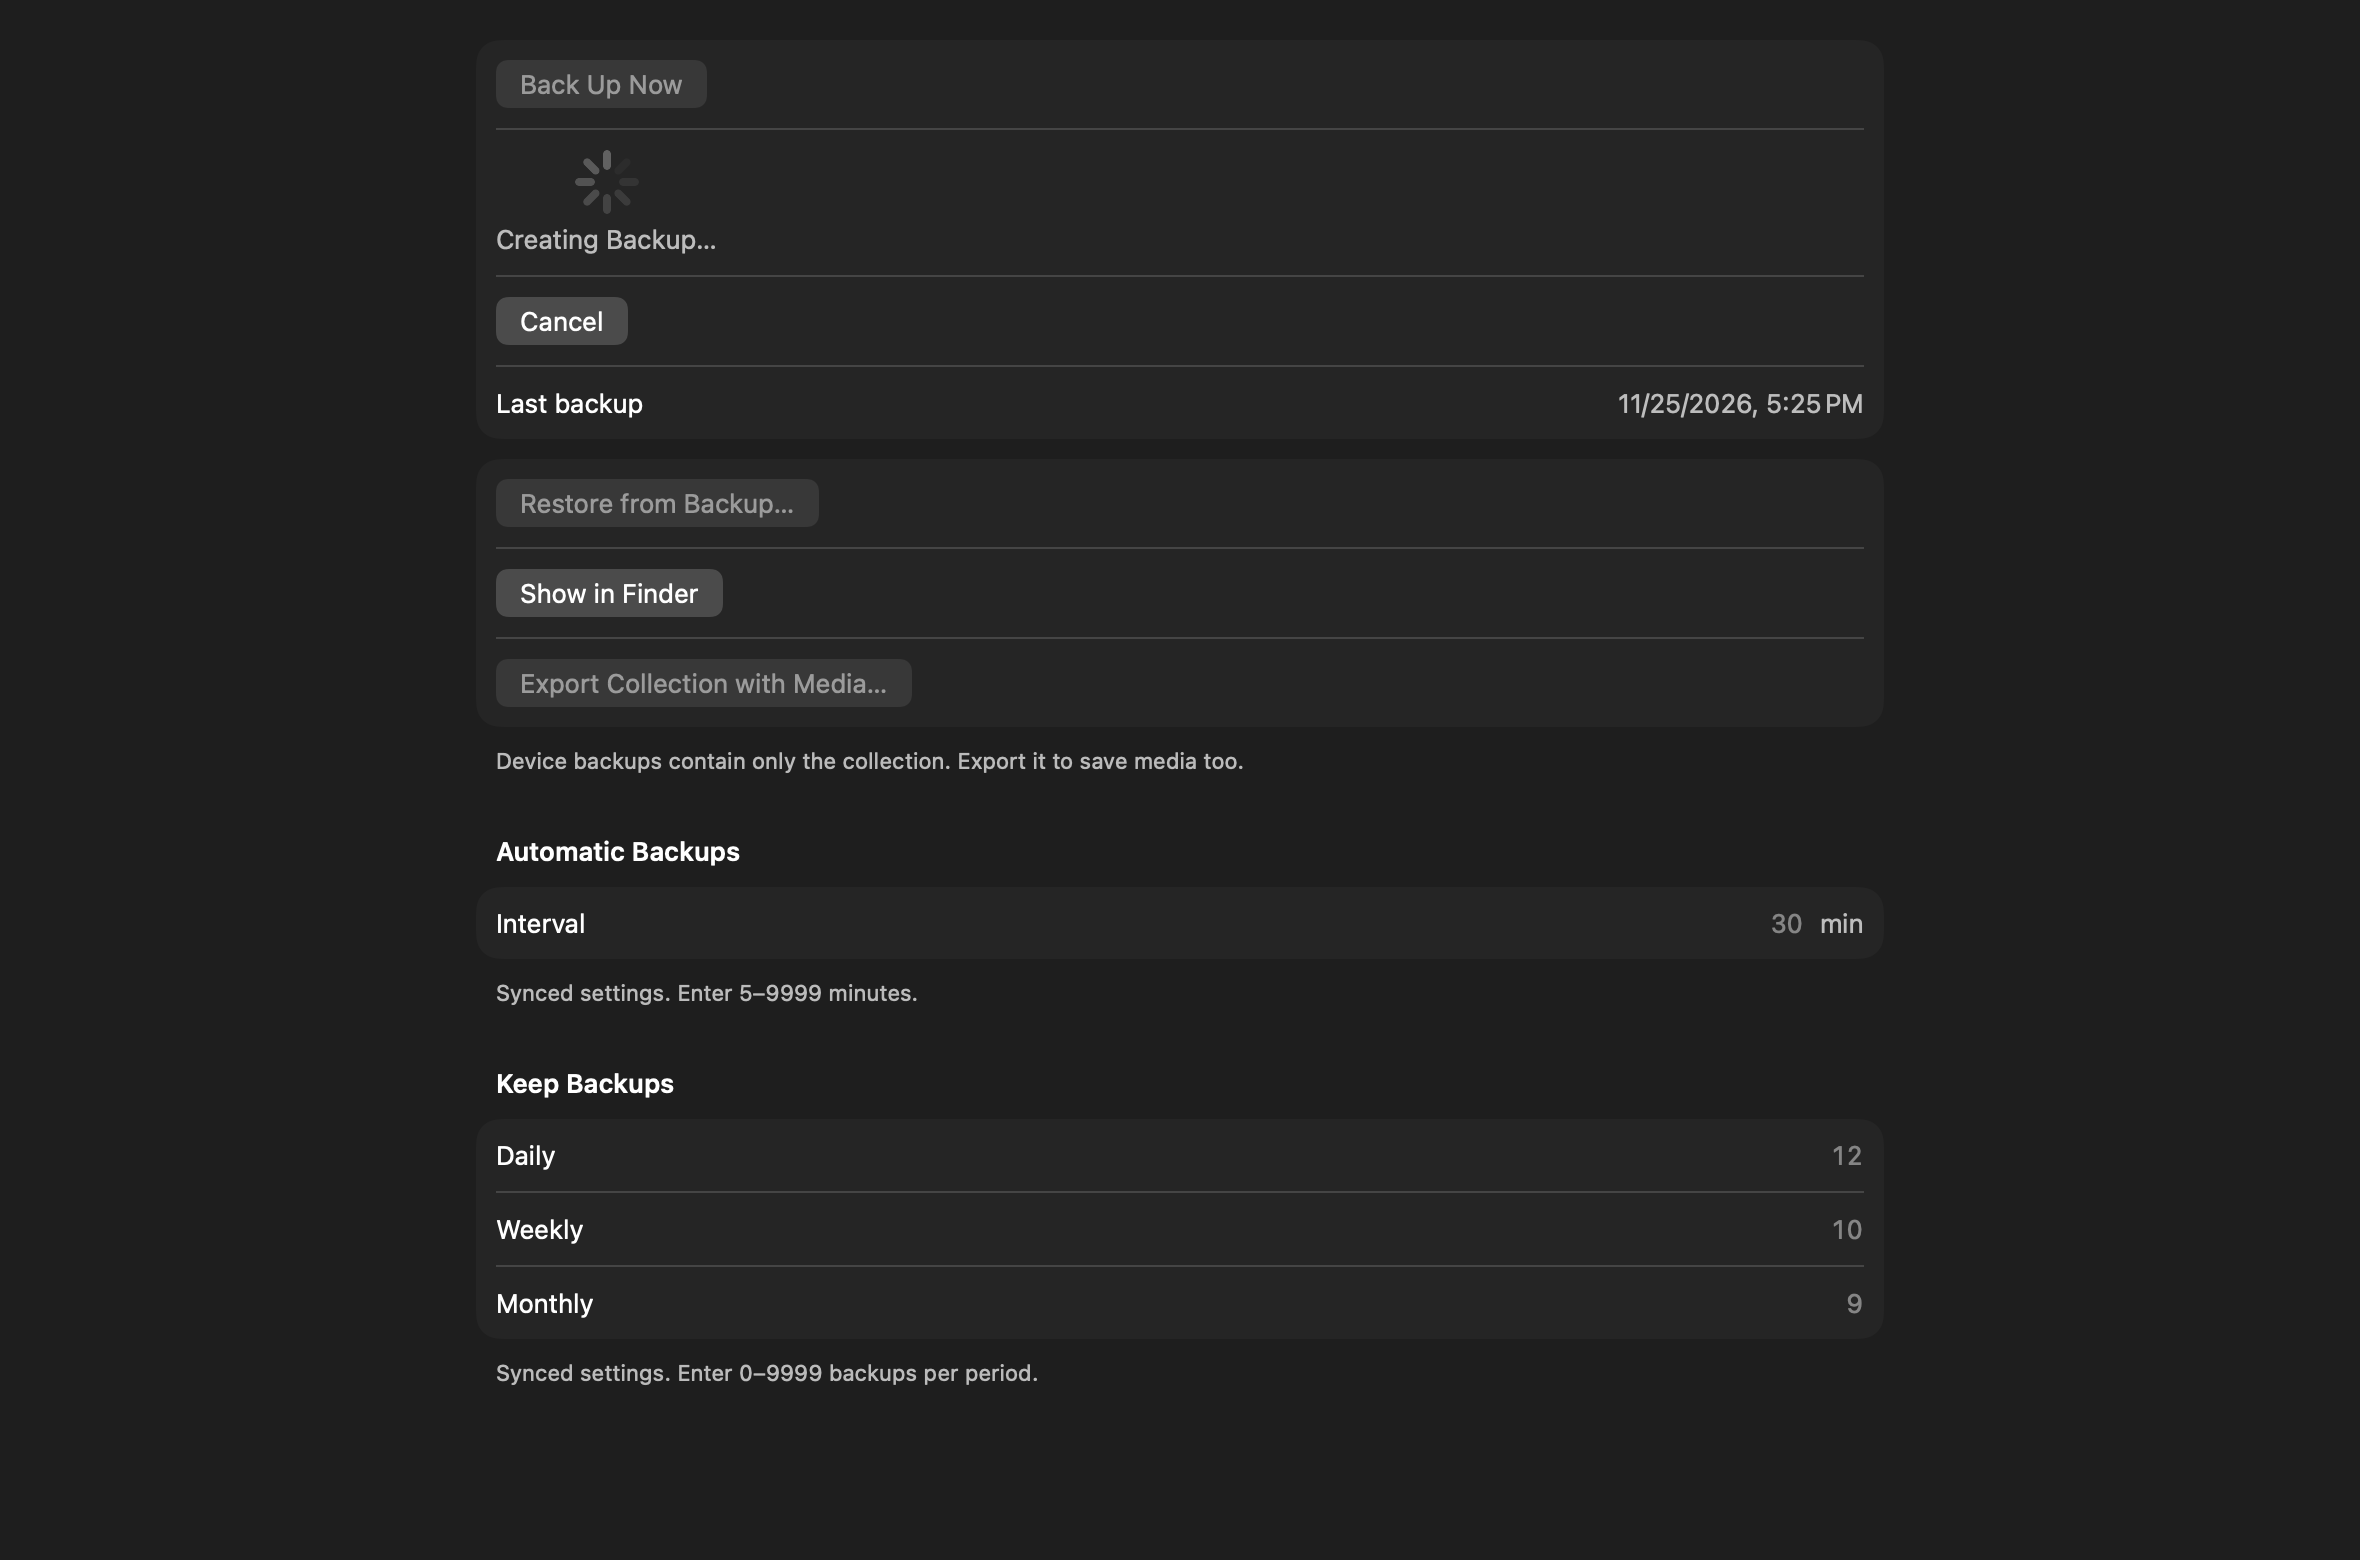 Back Up Now
Creating Backup...
Cancel
Last backup 11/25/2026, 5:25 PM
Restore from Backup...
Show in Finder
Export Collection with Media...
Device backups contain only the collection. Export it to save media too.
Automatic Backups
Interval 30 min
Synced settings. Enter 5–9999 minutes.
Keep Backups
Daily 12
Weekly 10
Monthly 9
Synced settings. Enter 0–9999 backups per period.